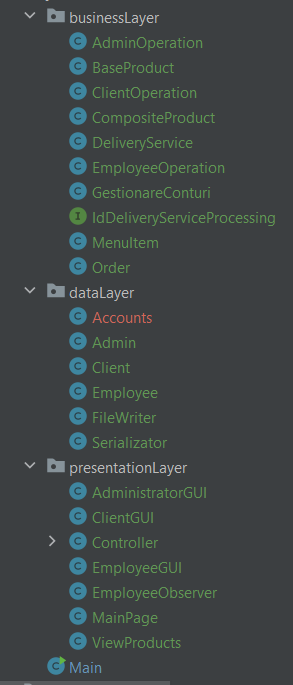 businessLayer
C AdminOperation
C BaseProduct
C ClientOperation
C CompositeProduct
C DeliveryService
C EmployeeOperation
C GestionareConturi
I IdDeliveryServiceProcessing
C MenuItem
C Order
dataLayer
C Accounts
C Admin
C Client
C Employee
C FileWriter
C Serializator
presentationLayer
C AdministratorGUI
C ClientGUI
C Controller
C EmployeeGUI
C EmployeeObserver
C MainPage
C ViewProducts
C Main